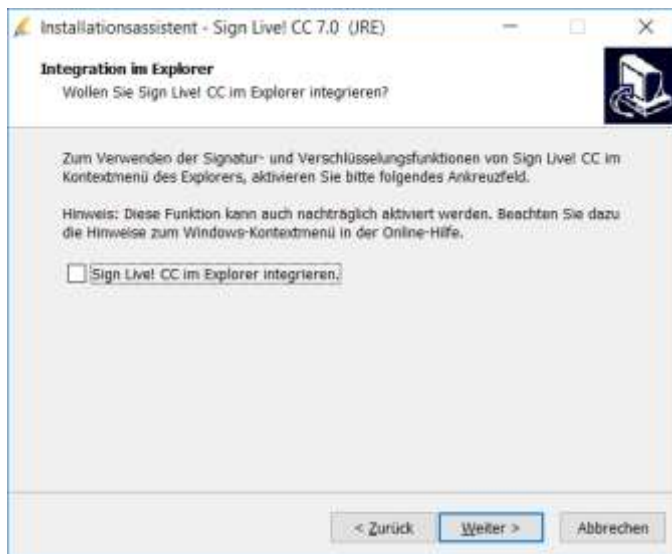 Installationsassistent - Sign Live! CC 7.0 (JRE)
Integration im Explorer
Wollen Sie Sign Live! CC im Explorer integrieren?
Zum Verwenden der Signatur- und Verschlüsselungsfunktionen von Sign Live! CC im
Kontextmenü des Explorers, aktivieren Sie bitte folgendes Ankreuzfeld.
Hinweis: Diese Funktion kann auch nachträglich aktiviert werden. Beachten Sie dazu
die Hinweise zum Windows-Kontextmenü in der Online-Hilfe.
Sign Live! CC im Explorer integrieren.
< Zurück Weiter > Abbrechen